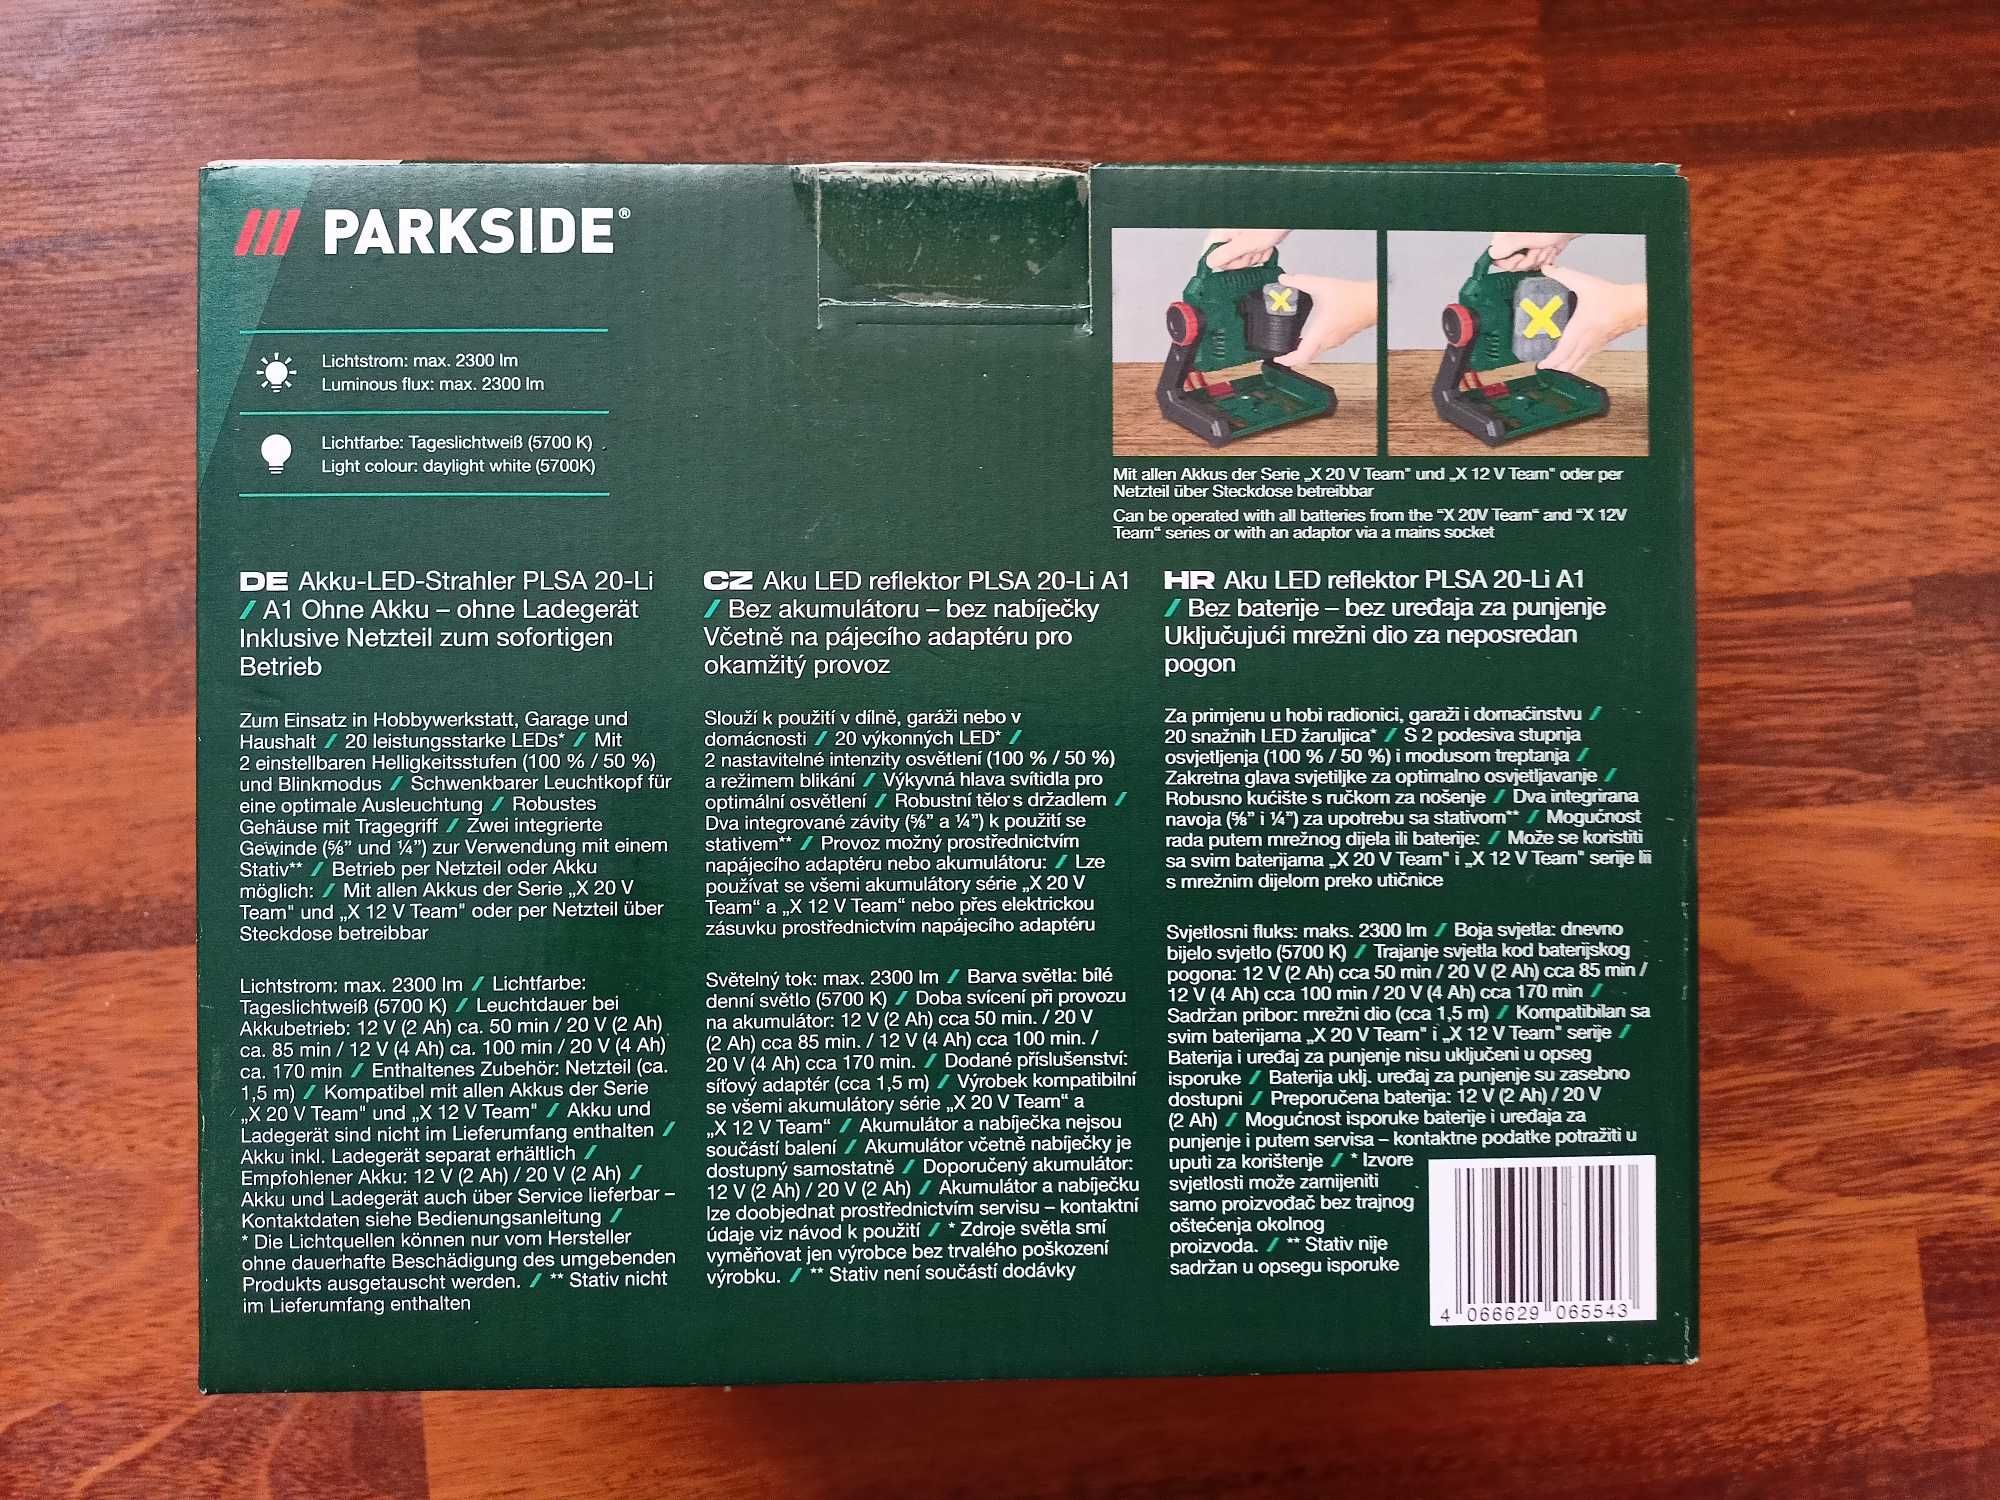 PARKSIDE®
Lichtstrom: max. 2300 lm
Luminous flux: max. 2300 lm
Lichtfarbe: Tageslichtweiß (5700 K)
Light colour: daylight white (5700K)
Mit allen Akkus der Serie „X 20 V Team" und „X 12 V Team" oder per
Netzteil über Steckdose betreibbar
Can be operated with all batteries from the “X 20V Team“ and “X 12V
Team“ series or with an adaptor via a mains socket
DE Akku-LED-Strahler PLSA 20-Li
/ A1 Ohne Akku – ohne Ladegerät
Inklusive Netzteil zum sofortigen
Betrieb
Zum Einsatz in Hobbywerkstatt, Garage und
Haushalt / 20 leistungsstarke LEDs* / Mit
2 einstellbaren Helligkeitsstufen (100 % / 50 %)
und Blinkmodus / Schwenkbarer Leuchtkopf für
eine optimale Ausleuchtung / Robustes
Gehäuse mit Tragegriff / Zwei integrierte
Gewinde (⅝” und ¼”) zur Verwendung mit einem
Stativ** / Betrieb per Netzteil oder Akku
möglich: / Mit allen Akkus der Serie „X 20 V
Team" und „X 12 V Team" oder per Netzteil über
Steckdose betreibbar
Lichtstrom: max. 2300 lm / Lichtfarbe:
Tageslichtweiß (5700 K) / Leuchtdauer bei
Akkubetrieb: 12 V (2 Ah) ca. 50 min / 20 V (2 Ah)
ca. 85 min / 12 V (4 Ah) ca. 100 min / 20 V (4 Ah)
ca. 170 min / Enthaltenes Zubehör: Netzteil (ca.
1,5 m) / Kompatibel mit allen Akkus der Serie
„X 20 V Team" und „X 12 V Team" / Akku und
Ladegerät sind nicht im Lieferumfang enthalten /
Akku inkl. Ladegerät separat erhältlich /
Empfohlener Akku: 12 V (2 Ah) / 20 V (2 Ah) /
Akku und Ladegerät auch über Service lieferbar –
Kontaktdaten siehe Bedienungsanleitung /
* Die Lichtquellen können nur vom Hersteller
ohne dauerhafte Beschädigung des umgebenden
Produkts ausgetauscht werden. / ** Stativ nicht
im Lieferumfang enthalten
CZ Aku LED reflektor PLSA 20-Li A1
/ Bez akumulátoru – bez nabíječky
Včetně na pájecího adaptéru pro
okamžitý provoz
Slouží k použití v dílně, garáži nebo v
domácnosti / 20 výkonných LED* /
2 nastavitelné intenzity osvětlení (100 % / 50 %)
a režimem blikání / Výkyvná hlava svítidla pro
optimální osvětlení / Robustní tělo s držadlem /
Dva integrované závity (⅝” a ¼”) k použití se
stativem** / Provoz možný prostřednictvím
napájecího adaptéru nebo akumulátoru: / Lze
používat se všemi akumulátory série „X 20 V
Team“ a „X 12 V Team“ nebo přes elektrickou
zásuvku prostřednictvím napájecího adaptéru
Světelný tok: max. 2300 lm / Barva světla: bílé
denní světlo (5700 K) / Doba svícení při provozu
na akumulátor: 12 V (2 Ah) cca 50 min. / 20 V
(2 Ah) cca 85 min. / 12 V (4 Ah) cca 100 min. /
20 V (4 Ah) cca 170 min. / Dodané příslušenství:
síťový adaptér (cca 1,5 m) / Výrobek kompatibilní
se všemi akumulátory série „X 20 V Team“ a
„X 12 V Team“ / Akumulátor a nabíječka nejsou
součástí balení / Akumulátor včetně nabíječky je
dostupný samostatně / Doporučený akumulátor:
12 V (2 Ah) / 20 V (2 Ah) / Akumulátor a nabíječku
lze doobjednat prostřednictvím servisu – kontaktní
údaje viz návod k použití / * Zdroje světla smí
vyměňovat jen výrobce bez trvalého poškození
výrobku. / ** Stativ není součástí dodávky
HR Aku LED reflektor PLSA 20-Li A1
/ Bez baterije – bez uređaja za punjenje
Uključujući mrežni dio za neposredan
pogon
Za primjenu u hobi radionici, garaži i domaćinstvu /
20 snažnih LED žaruljica* / S 2 podesiva stupnja
osvjetljenja (100 % / 50 %) i modusom treptanja /
Zakretna glava svjetiljke za optimalno osvjetljavanje /
Robusno kućište s ručkom za nošenje / Dva integrirana
navoja (⅝” i ¼”) za upotrebu sa stativom** / Mogućnost
rada putem mrežnog dijela ili baterije: / Može se koristiti
sa svim baterijama „X 20 V Team" i „X 12 V Team" serije lii
s mrežnim dijelom preko utičnice
Svjetlosni fluks: maks. 2300 lm / Boja svjetla: dnevno
bijelo svjetlo (5700 K) / Trajanje svjetla kod baterijskog
pogona: 12 V (2 Ah) cca 50 min / 20 V (2 Ah) cca 85 min /
12 V (4 Ah) cca 100 min / 20 V (4 Ah) cca 170 min /
Sadržan pribor: mrežni dio (cca 1,5 m) / Kompatibilan sa
svim baterijama „X 20 V Team" i „X 12 V Team" serije /
Baterija i uređaj za punjenje nisu uključeni u opseg
isporuke / Baterija uklj. uređaj za punjenje su zasebno
dostupni / Preporučena baterija: 12 V (2 Ah) / 20 V
(2 Ah) / Mogućnost isporuke baterije i uređaja za
punjenje i putem servisa – kontaktne podatke potražiti u
uputi za korištenje / * Izvore
svjetlosti može zamijeniti
samo proizvođač bez trajnog
oštećenja okolnog
proizvoda. / ** Stativ nije
sadržan u opsegu isporuke
4 066629 065543